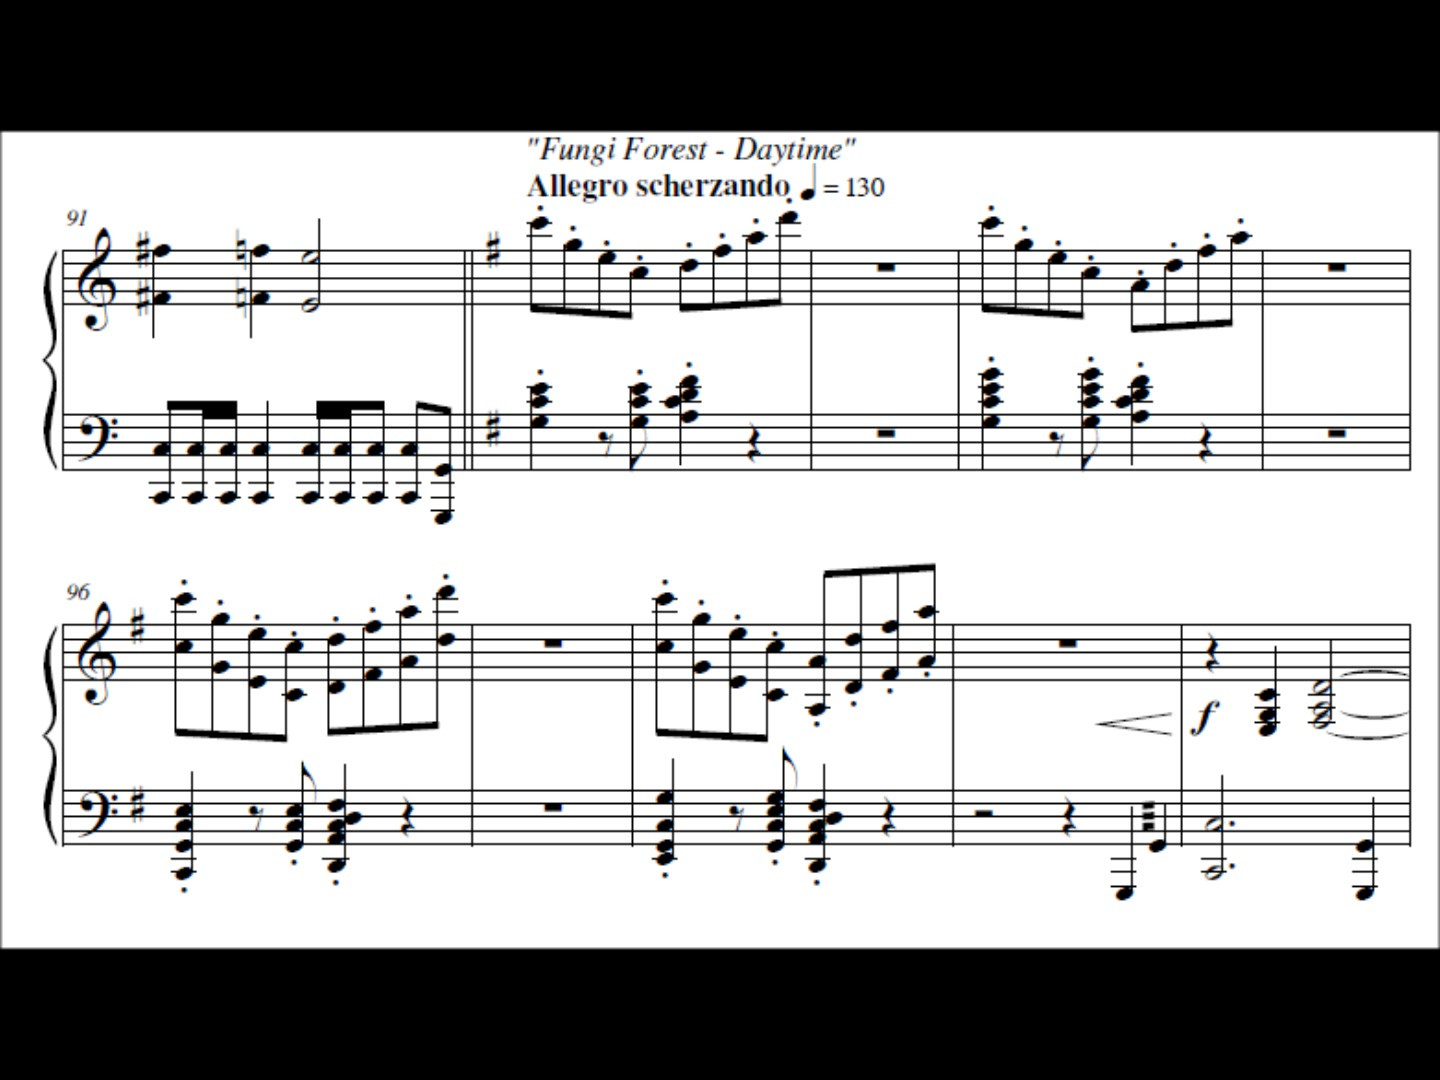 "Fungi Forest - Daytime"
Allegro scherzando ♩ = 130
91
96
f